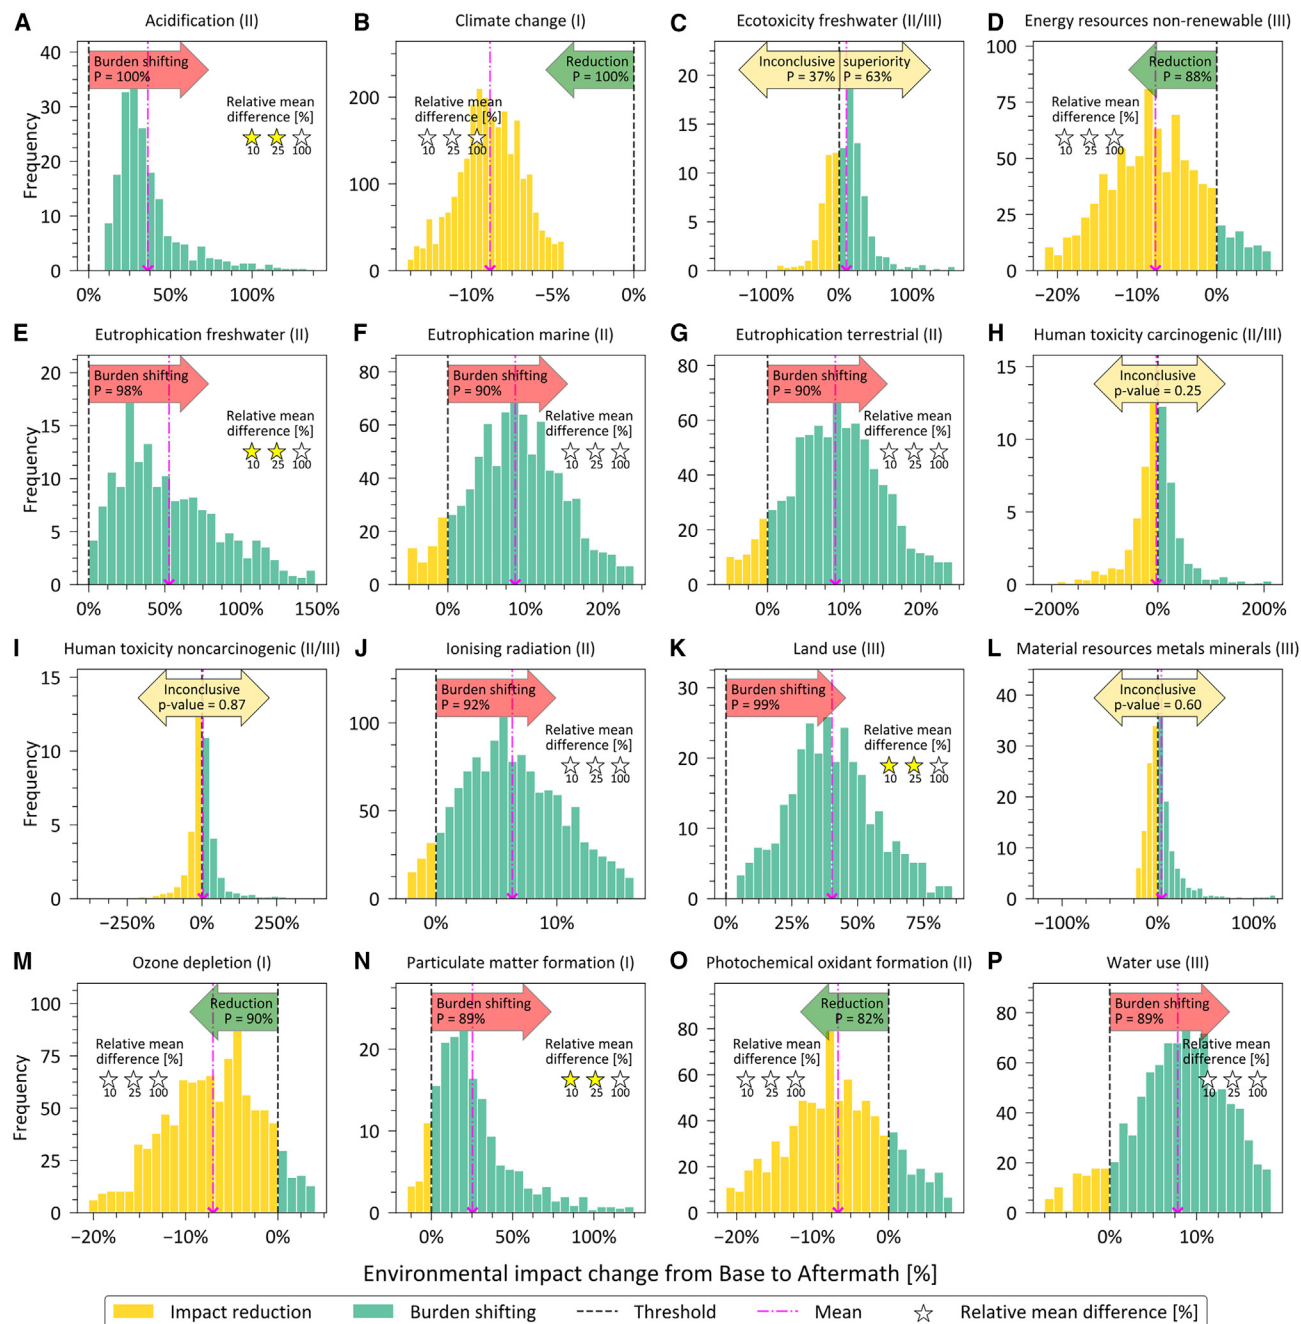 A Acidification (II)
Burden shifting
P = 100%
Relative mean
difference [%]
10 25 100
Frequency
40
30
20
10
0
0% 50% 100%
B Climate change (I)
Reduction
P = 100%
Relative mean
difference [%]
10 25 100
200
100
0
−10% −5% 0%
C Ecotoxicity freshwater (II/III)
Inconclusive superiority
P = 37% P = 63%
20
15
10
5
0
−100% 0% 100%
D Energy resources non-renewable (III)
Reduction
P = 88%
Relative mean
difference [%]
10 25 100
100
75
50
25
0
−20% −10% 0%
E Eutrophication freshwater (II)
Burden shifting
P = 98%
Relative mean
difference [%]
10 25 100
Frequency
20
15
10
5
0
0% 50% 100% 150%
F Eutrophication marine (II)
Burden shifting
P = 90%
Relative mean
difference [%]
10 25 100
80
60
40
20
0
0% 10% 20%
G Eutrophication terrestrial (II)
Burden shifting
P = 90%
Relative mean
difference [%]
10 25 100
80
60
40
20
0
0% 10% 20%
H Human toxicity carcinogenic (II/III)
Inconclusive
p-value = 0.25
15
10
5
0
−200% 0% 200%
I Human toxicity noncarcinogenic (II/III)
Inconclusive
p-value = 0.87
Frequency
15
10
5
0
−250% 0% 250%
J Ionising radiation (II)
Burden shifting
P = 92%
Relative mean
difference [%]
10 25 100
100
50
0
0% 10%
K Land use (III)
Burden shifting
P = 99%
Relative mean
difference [%]
10 25 100
30
20
10
0
0% 25% 50% 75%
L Material resources metals minerals (III)
Inconclusive
p-value = 0.60
40
30
20
10
0
−100% 0% 100%
M Ozone depletion (I)
Reduction
P = 90%
Relative mean
difference [%]
10 25 100
Frequency
100
75
50
25
0
−20% −10% 0%
N Particulate matter formation (I)
Burden shifting
P = 89%
Relative mean
difference [%]
10 25 100
20
10
0
0% 50% 100%
O Photochemical oxidant formation (II)
Reduction
P = 82%
Relative mean
difference [%]
10 25 100
80
60
40
20
0
−20% −10% 0%
P Water use (III)
Burden shifting
P = 89%
Relative mean
difference [%]
10 25 100
80
60
40
20
0
0% 10%
Environmental impact change from Base to Aftermath [%]
Impact reduction Burden shifting Threshold Mean Relative mean difference [%]